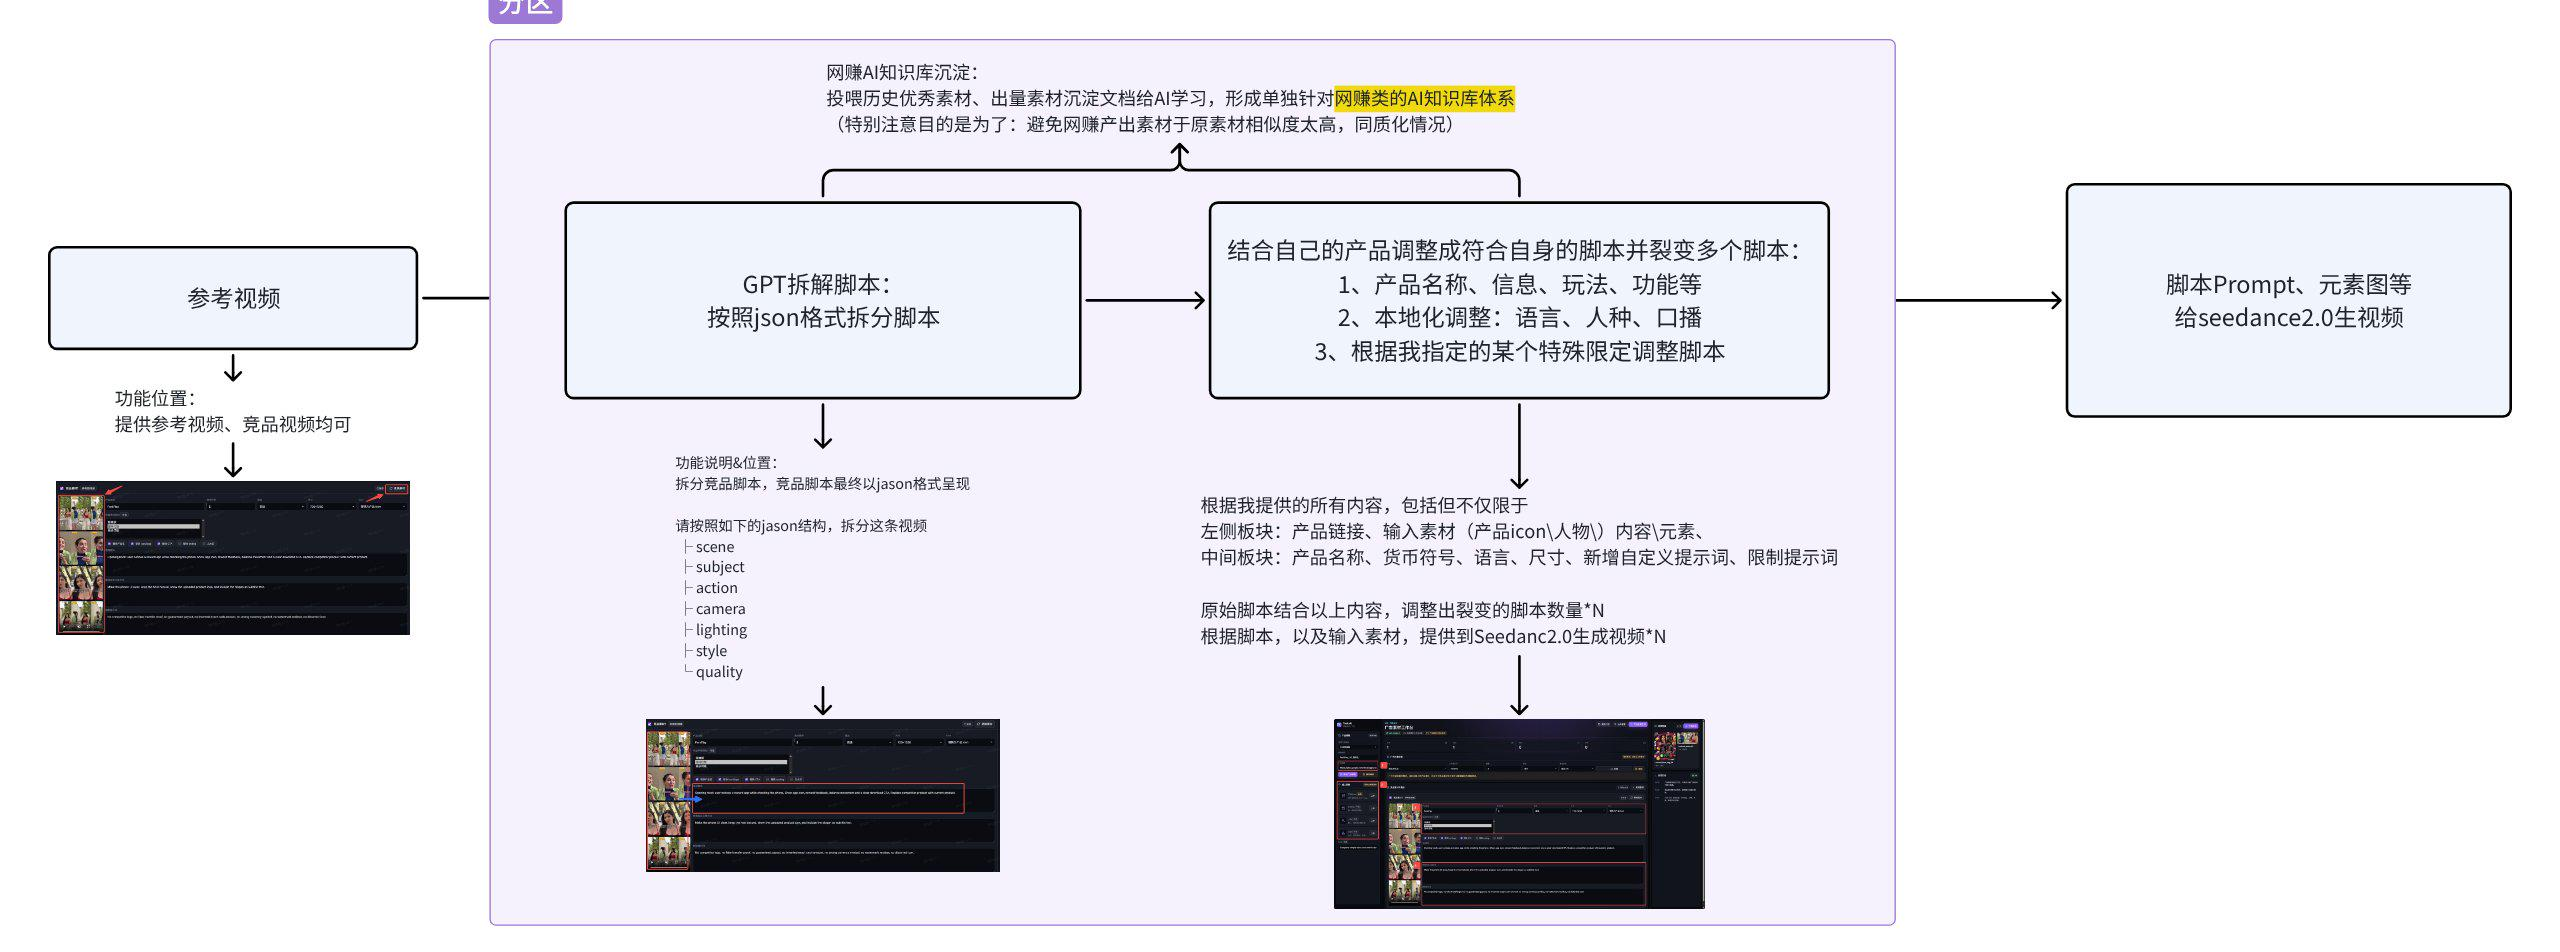 分区
网赚AI知识库沉淀：
投喂历史优秀素材、出量素材沉淀文档给AI学习，形成单独针对网赚类的AI知识库体系
（特别注意目的是为了：避免网赚产出素材于原素材相似度太高，同质化情况）
参考视频
GPT拆解脚本：
按照json格式拆分脚本
结合自己的产品调整成符合自身的脚本并裂变多个脚本：
1、产品名称、信息、玩法、功能等
2、本地化调整：语言、人种、口播
3、根据我指定的某个特殊限定调整脚本
脚本Prompt、元素图等
给seedance2.0生视频
功能位置：
提供参考视频、竞品视频均可
功能说明&位置：
拆分竞品脚本，竞品脚本最终以jason格式呈现
请按照如下的jason结构，拆分这条视频
├ scene
├ subject
├ action
├ camera
├ lighting
├ style
└ quality
根据我提供的所有内容，包括但不仅限于
左侧板块：产品链接、输入素材（产品icon\人物\）内容\元素、
中间板块：产品名称、货币符号、语言、尺寸、新增自定义提示词、限制提示词
原始脚本结合以上内容，调整出裂变的脚本数量*N
根据脚本，以及输入素材，提供到Seedanc2.0生成视频*N